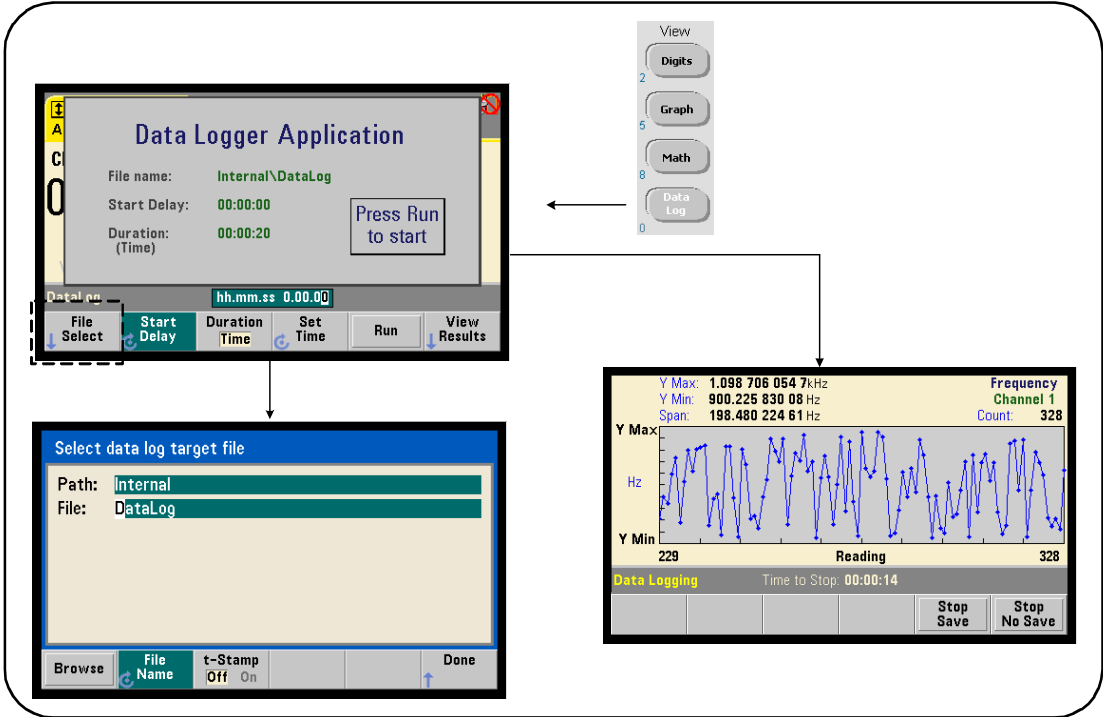 View
Digits
2
Graph
5
Math
8
Data
Log
0
A
Cl
0
Data Logger Application
File name: Internal\DataLog
Start Delay: 00:00:00
Duration: 00:00:20
(Time)
Press Run
to start
DataLog hh.mm.ss 0.00.00
File
Select
Start
Delay
Duration
Time
Set
Time
Run
View
Results
Select data log target file
Path: Internal
File: DataLog
Browse
File
Name
t-Stamp
Off On
Done
Y Max: 1.098 706 054 7kHz Frequency
Y Min: 900.225 830 08 Hz Channel 1
Span: 198.480 224 61 Hz Count: 328
Y Max
Hz
Y Min
229 Reading 328
Data Logging Time to Stop: 00:00:14
Stop
Save
Stop
No Save